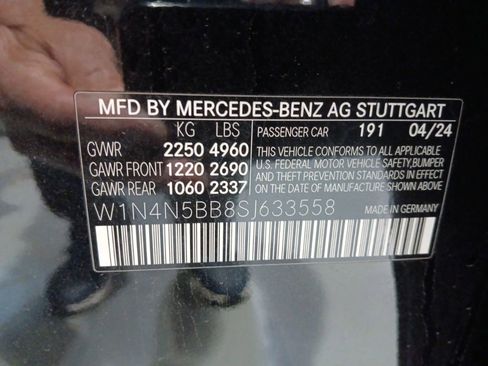 MFD BY MERCEDES-BENZ AG STUTTGART
KG LBS PASSENGER CAR 191 04/24
GVWR 2250 4960 THIS VEHICLE CONFORMS TO ALL APPLICABLE
GAWR FRONT 1220 2690 U.S. FEDERAL MOTOR VEHICLE SAFETY, BUMPER
AND THEFT PREVENTION STANDARDS IN EFFECT
GAWR REAR 1060 2337 ON THE DATE OF MANUFACTURE SHOWN ABOVE.
W1N4N5BB8SJ633558 MADE IN GERMANY